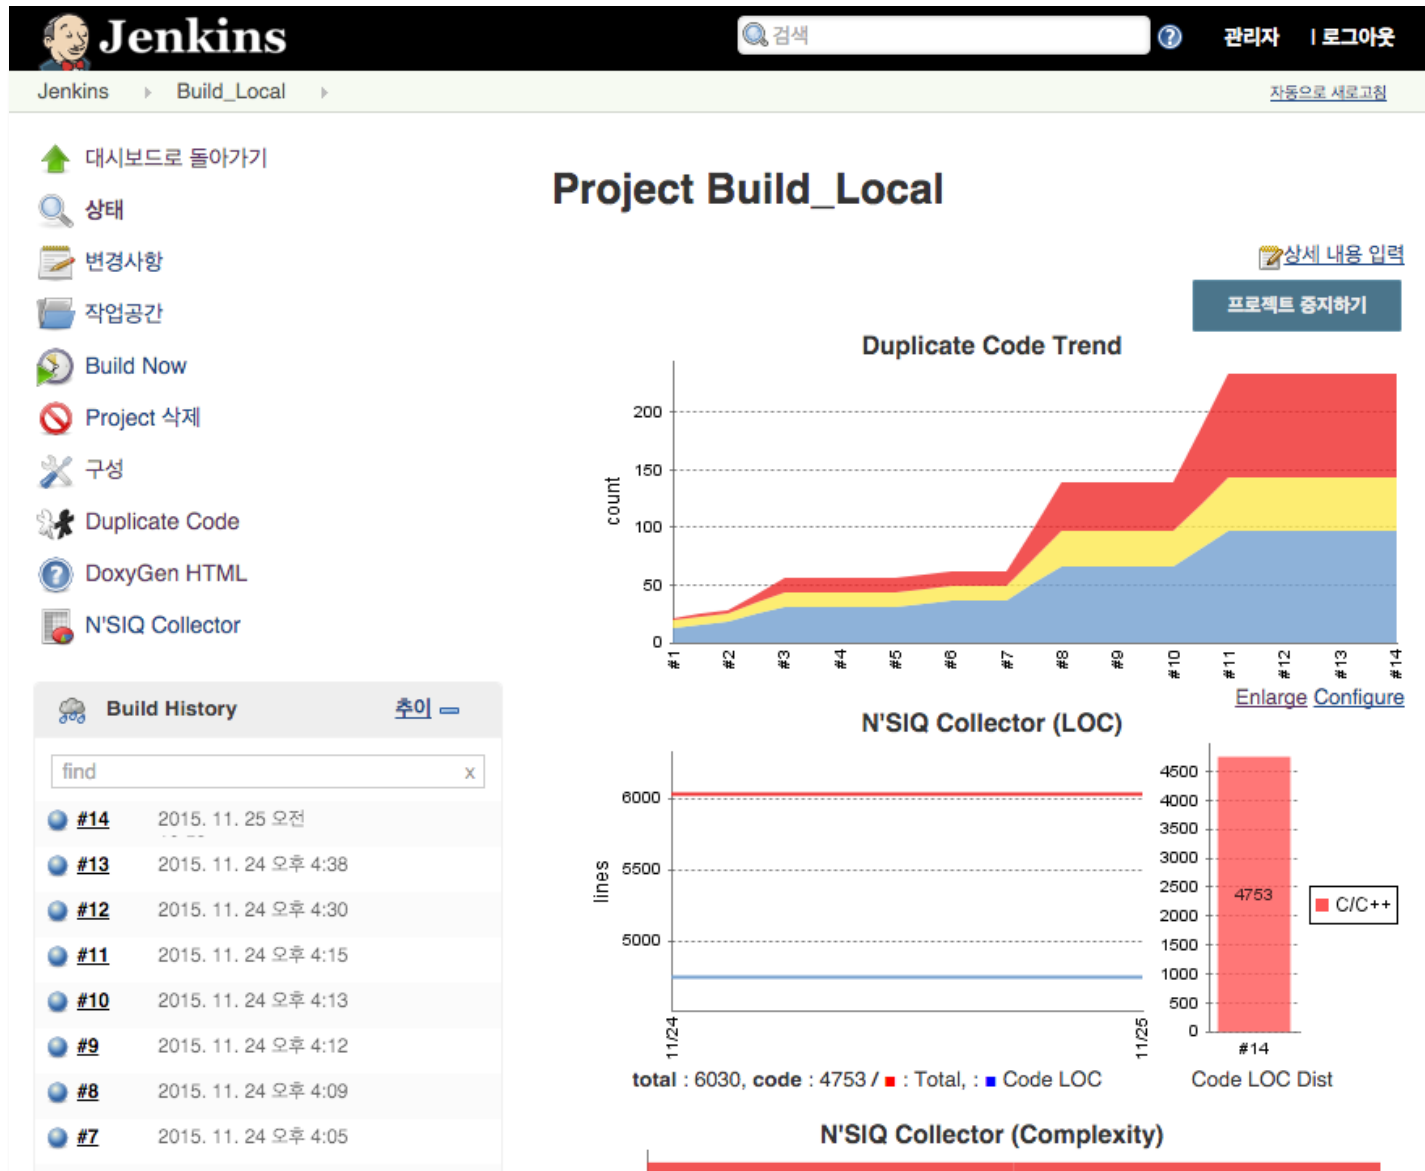 Jenkins
검색
관리자 | 로그아웃
Jenkins Build_Local
자동으로 새로고침
대시보드로 돌아가기
상태
변경사항
작업공간
Build Now
Project 삭제
구성
Duplicate Code
DoxyGen HTML
N'SIQ Collector
Build History 추이
find x
#14 2015. 11. 25 오전
#13 2015. 11. 24 오후 4:38
#12 2015. 11. 24 오후 4:30
#11 2015. 11. 24 오후 4:15
#10 2015. 11. 24 오후 4:13
#9 2015. 11. 24 오후 4:12
#8 2015. 11. 24 오후 4:09
#7 2015. 11. 24 오후 4:05
Project Build_Local
상세 내용 입력
프로젝트 중지하기
Duplicate Code Trend
count
200
150
100
50
0
#1 #2 #3 #4 #5 #6 #7 #8 #9 #10 #11 #12 #13 #14
Enlarge Configure
N'SIQ Collector (LOC)
lines
6000
5500
5000
11/24 11/25
total : 6030, code : 4753 / : Total, : Code LOC
4500
4000
3500
3000
2500
2000
1500
1000
500
0
4753
C/C++
#14
Code LOC Dist
N'SIQ Collector (Complexity)